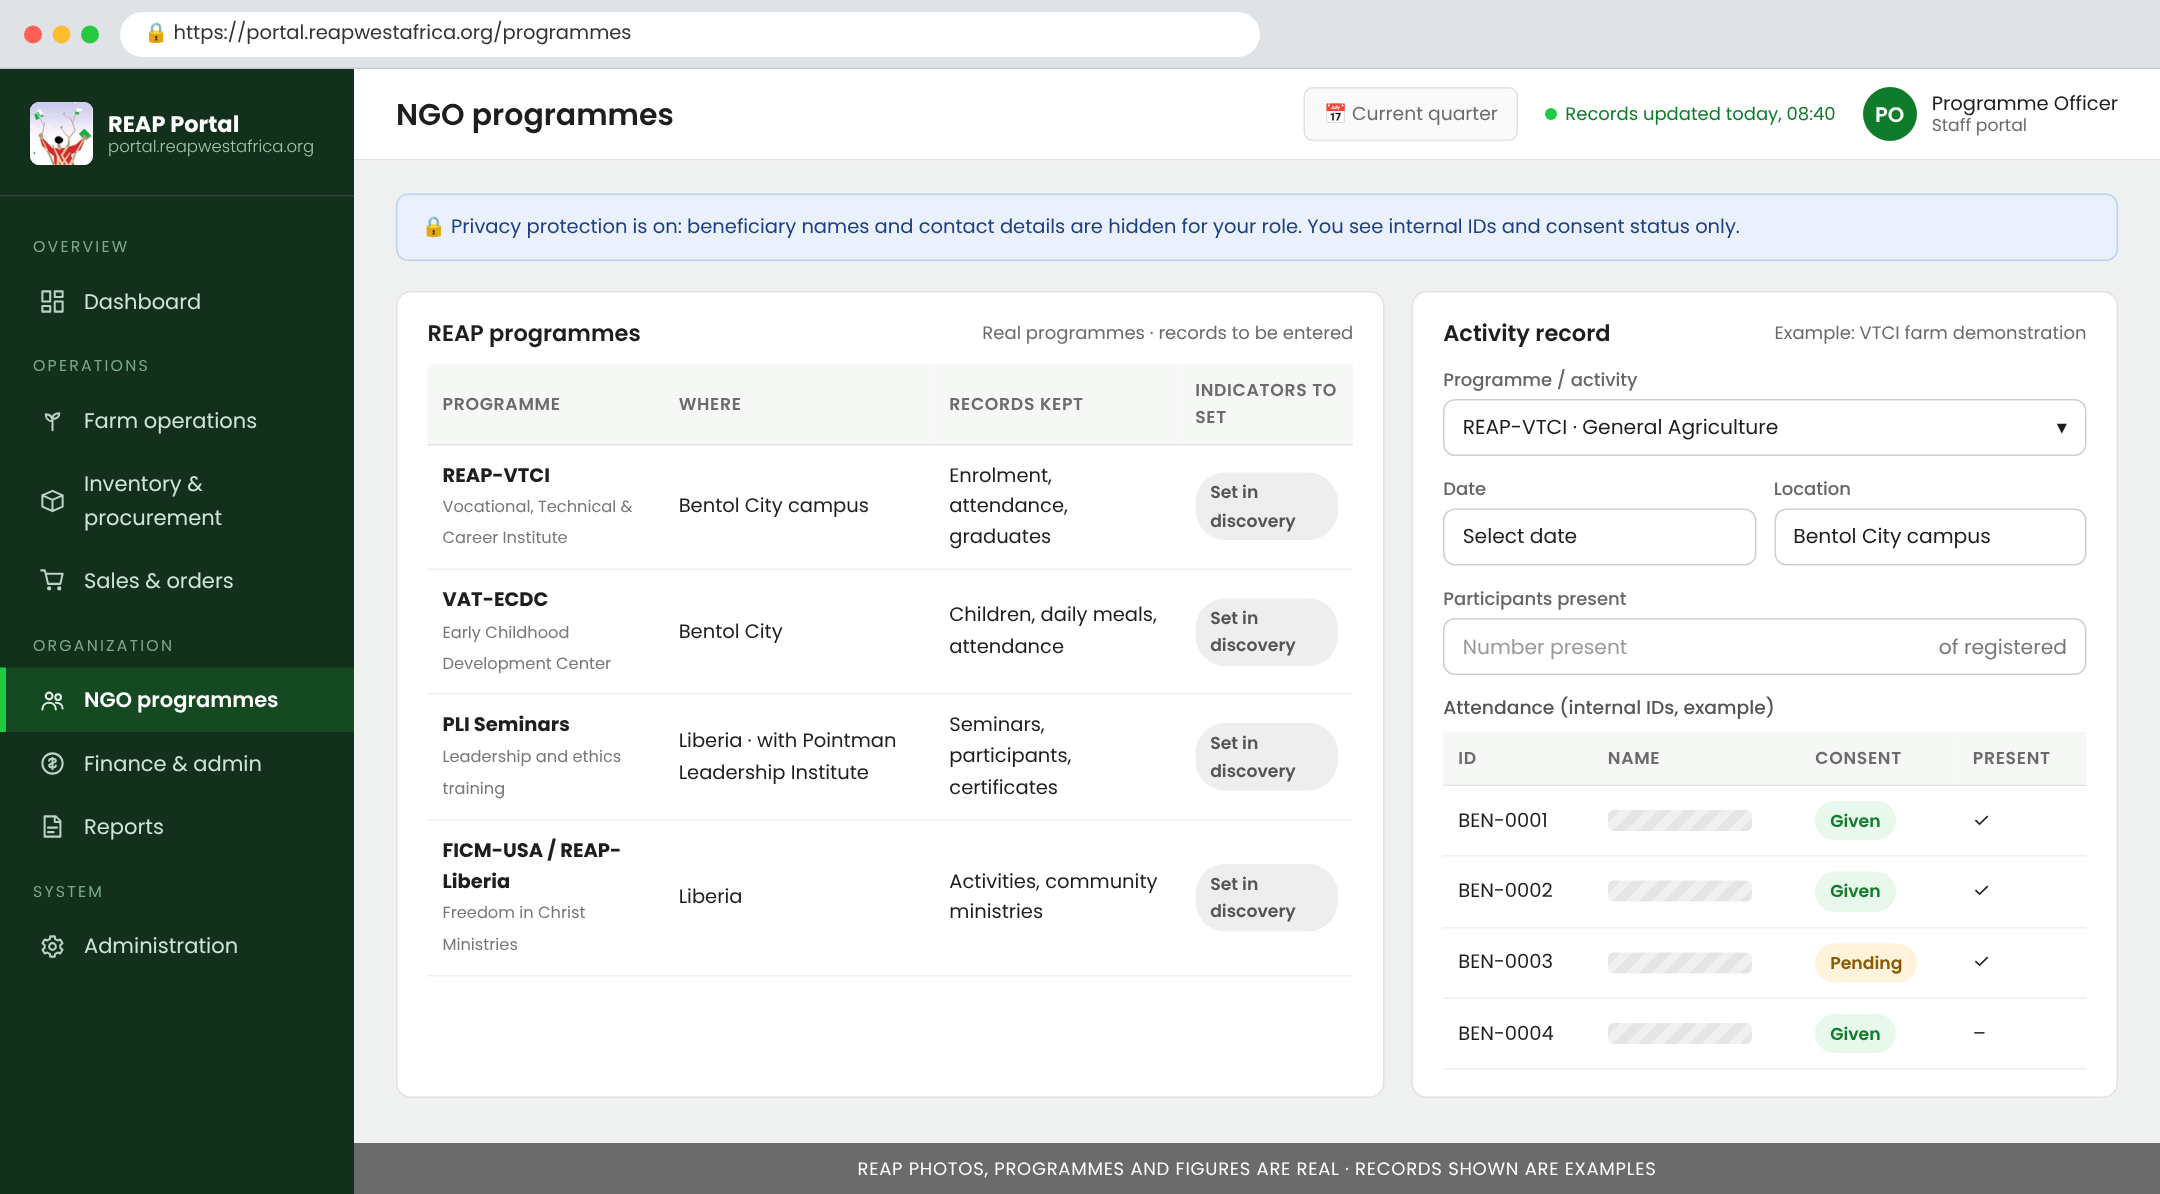 https://portal.reapwestafrica.org/programmes
REAP Portal
portal.reapwestafrica.org
OVERVIEW
Dashboard
OPERATIONS
Farm operations
Inventory &
procurement
Sales & orders
ORGANIZATION
NGO programmes
Finance & admin
Reports
SYSTEM
Administration
NGO programmes
Current quarter
Records updated today, 08:40
PO
Programme Officer
Staff portal
Privacy protection is on: beneficiary names and contact details are hidden for your role. You see internal IDs and consent status only.
REAP programmes
Real programmes · records to be entered
PROGRAMME
WHERE
RECORDS KEPT
INDICATORS TO
SET
REAP-VTCI
Vocational, Technical &
Career Institute
Bentol City campus
Enrolment,
attendance,
graduates
Set in
discovery
VAT-ECDC
Early Childhood
Development Center
Bentol City
Children, daily meals,
attendance
Set in
discovery
PLI Seminars
Leadership and ethics
training
Liberia · with Pointman
Leadership Institute
Seminars,
participants,
certificates
Set in
discovery
FICM-USA / REAP-
Liberia
Freedom in Christ
Ministries
Liberia
Activities, community
ministries
Set in
discovery
Activity record
Example: VTCI farm demonstration
Programme / activity
REAP-VTCI · General Agriculture
Date
Location
Select date
Bentol City campus
Participants present
Number present
of registered
Attendance (internal IDs, example)
ID NAME CONSENT PRESENT
BEN-0001 Given ✓
BEN-0002 Given ✓
BEN-0003 Pending ✓
BEN-0004 Given –
REAP PHOTOS, PROGRAMMES AND FIGURES ARE REAL · RECORDS SHOWN ARE EXAMPLES